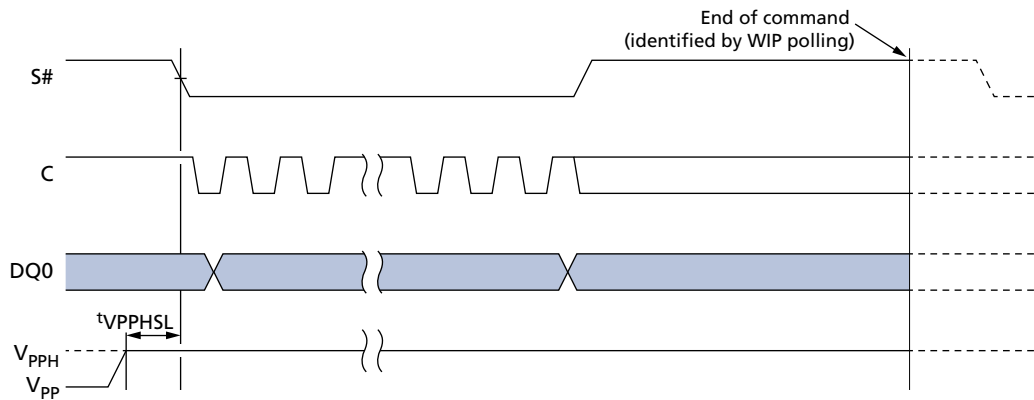 End of command
(identified by WIP polling)
S#
C
DQ0
tVPPHSL
VPPH
VPP